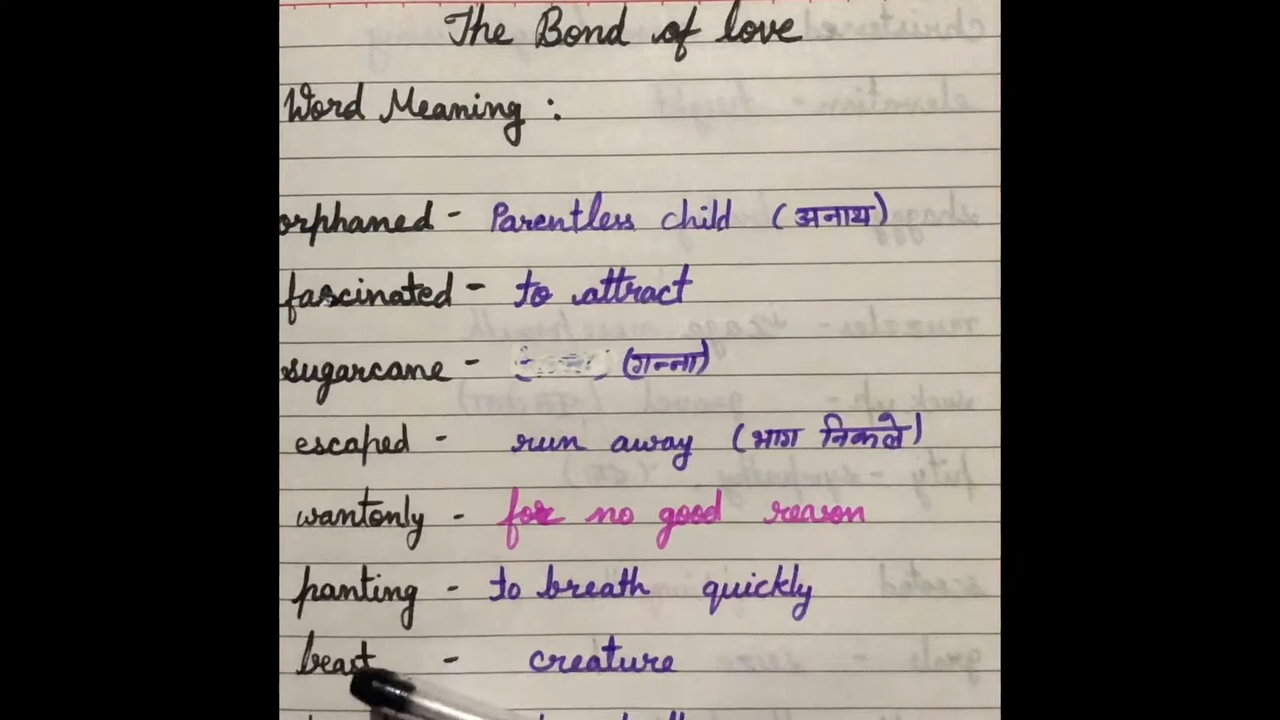 The Bond of love
Word Meaning :
orphaned - Parentless child (अनाथ)
fascinated - to attract
sugarcane - (गन्ना)
escaped - run away (भाग निकले)
wantonly - for no good reason
panting - to breath quickly
beast - creature